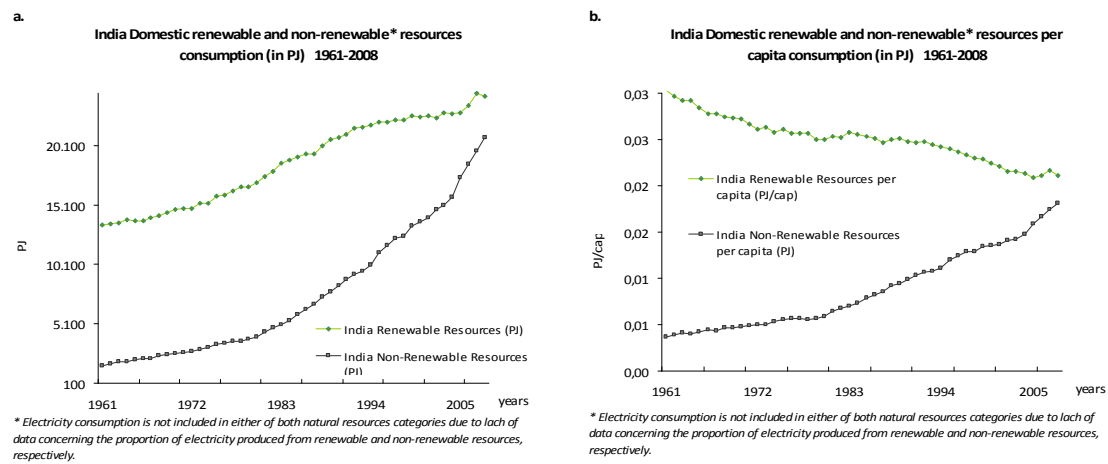 a.
India Domestic renewable and non-renewable* resources
consumption (in PJ) 1961-2008
PJ
20.100
15.100
10.100
5.100
100
India Renewable Resources (PJ)
India Non-Renewable Resources
(PJ)
1961
1972
1983
1994
2005
years
* Electricity consumption is not included in either of both natural resources categories due to lack of
data concerning the proportion of electricity produced from renewable and non-renewable resources,
respectively.
b.
India Domestic renewable and non-renewable* resources per
capita consumption (in PJ) 1961-2008
PJ/cap
0,03
0,03
0,02
0,02
0,01
0,01
0,00
India Renewable Resources per
capita (PJ/cap)
India Non-Renewable Resources
per capita (PJ)
1961
1972
1983
1994
2005
years
* Electricity consumption is not included in either of both natural resources categories due to lack of
data concerning the proportion of electricity produced from renewable and non-renewable resources,
respectively.